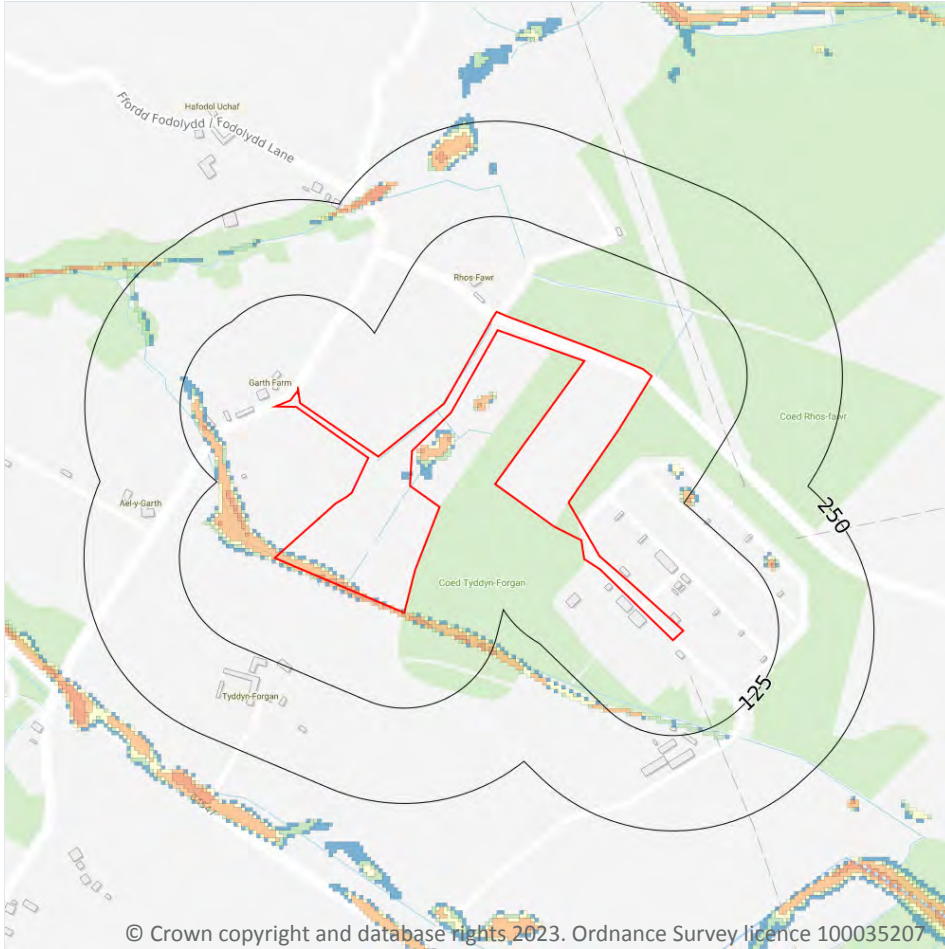 Hafodol Uchaf
Ffordd Fodolydd / Fodolydd Lane
Rhos-Fawr
Garth Farm
Coed Rhos-fawr
Ael-y-Garth
250
Coed Tyddyn-Forgan
Tyddyn-Forgan
125
© Crown copyright and database rights 2023. Ordnance Survey licence 100035207